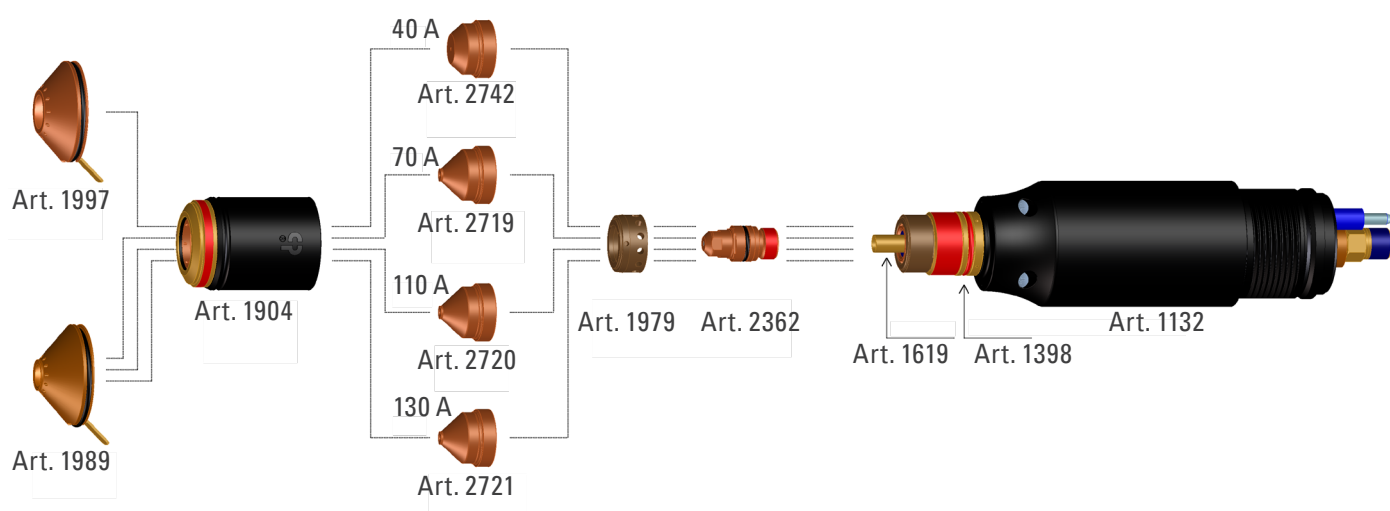 40 A
Art. 2742
70 A
Art. 1997
Art. 2719
110 A
Art. 1904
Art. 1979
Art. 2362
Art. 1132
Art. 1619
Art. 1398
Art. 2720
130 A
Art. 1989
Art. 2721